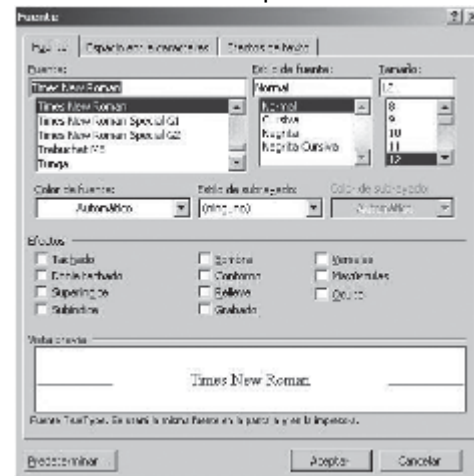 Fuente
Fuente Espacio entre caracteres Efectos de texto
Fuente: Estilo de fuente: Tamaño:
Times New Roman Normal 12
Times New Roman Normal 8
Times New Roman Special G1 Cursiva 9
Times New Roman Special G2 Negrita 10
Trebuchet MS Negrita Cursiva 11
Tunga 12
Color de fuente: Estilo de subrayado: Color de subrayado:
Automático (ninguno) Automático
Efectos
Tachado Sombra Versales
Doble tachado Contorno Mayúsculas
Superíndice Relieve Oculto
Subíndice Grabado
Vista previa
Times New Roman
Fuente TrueType. Se usará la misma fuente en la pantalla y en la impresora.
Predeterminar... Aceptar Cancelar